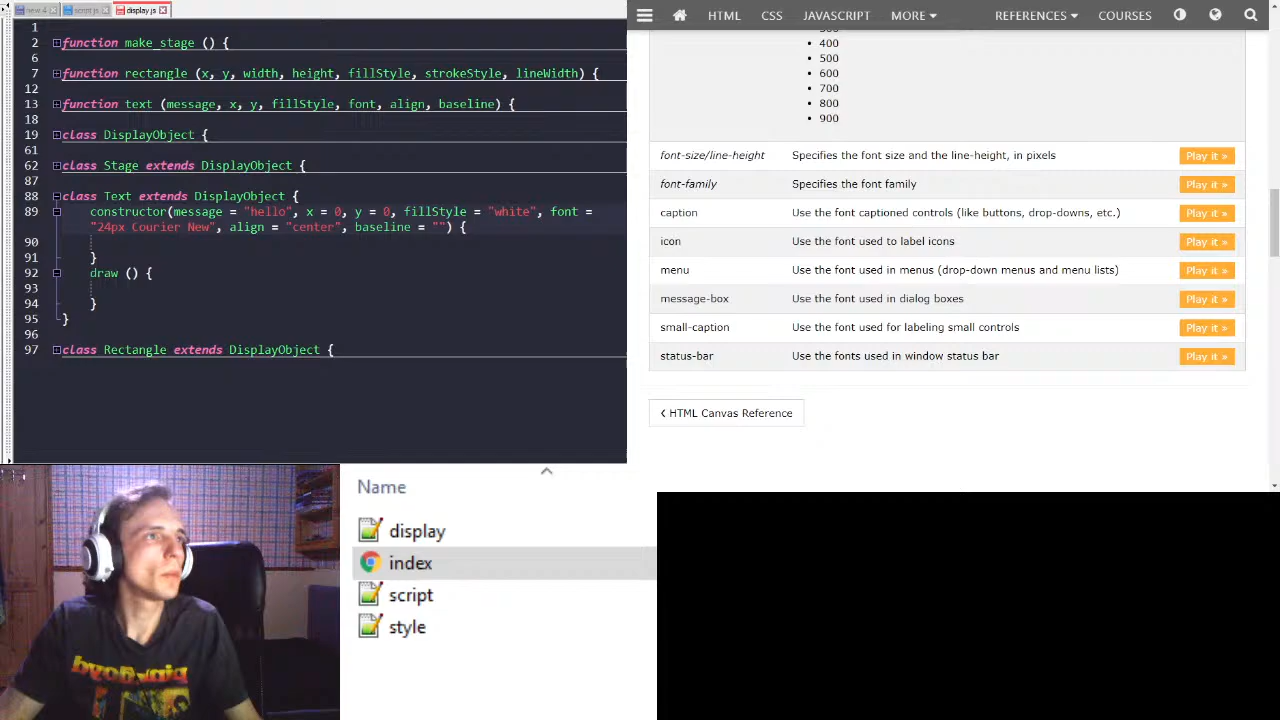 new 4
script.js
display.js
1
2 function make_stage () {
6
7 function rectangle (x, y, width, height, fillStyle, strokeStyle, lineWidth) {
12
13 function text (message, x, y, fillStyle, font, align, baseline) {
18
19 class DisplayObject {
61
62 class Stage extends DisplayObject {
87
88 class Text extends DisplayObject {
89 constructor(message = "hello", x = 0, y = 0, fillStyle = "white", font =
"24px Courier New", align = "center", baseline = "") {
90
91 }
92 draw () {
93
94 }
95 }
96
97 class Rectangle extends DisplayObject {
HTML CSS JAVASCRIPT MORE REFERENCES COURSES
400
500
600
700
800
900
font-size/line-height Specifies the font size and the line-height, in pixels Play it »
font-family Specifies the font family Play it »
caption Use the font captioned controls (like buttons, drop-downs, etc.) Play it »
icon Use the font used to label icons Play it »
menu Use the font used in menus (drop-down menus and menu lists) Play it »
message-box Use the font used in dialog boxes Play it »
small-caption Use the font used for labeling small controls Play it »
status-bar Use the fonts used in window status bar Play it »
❮ HTML Canvas Reference
Name
display
index
script
style